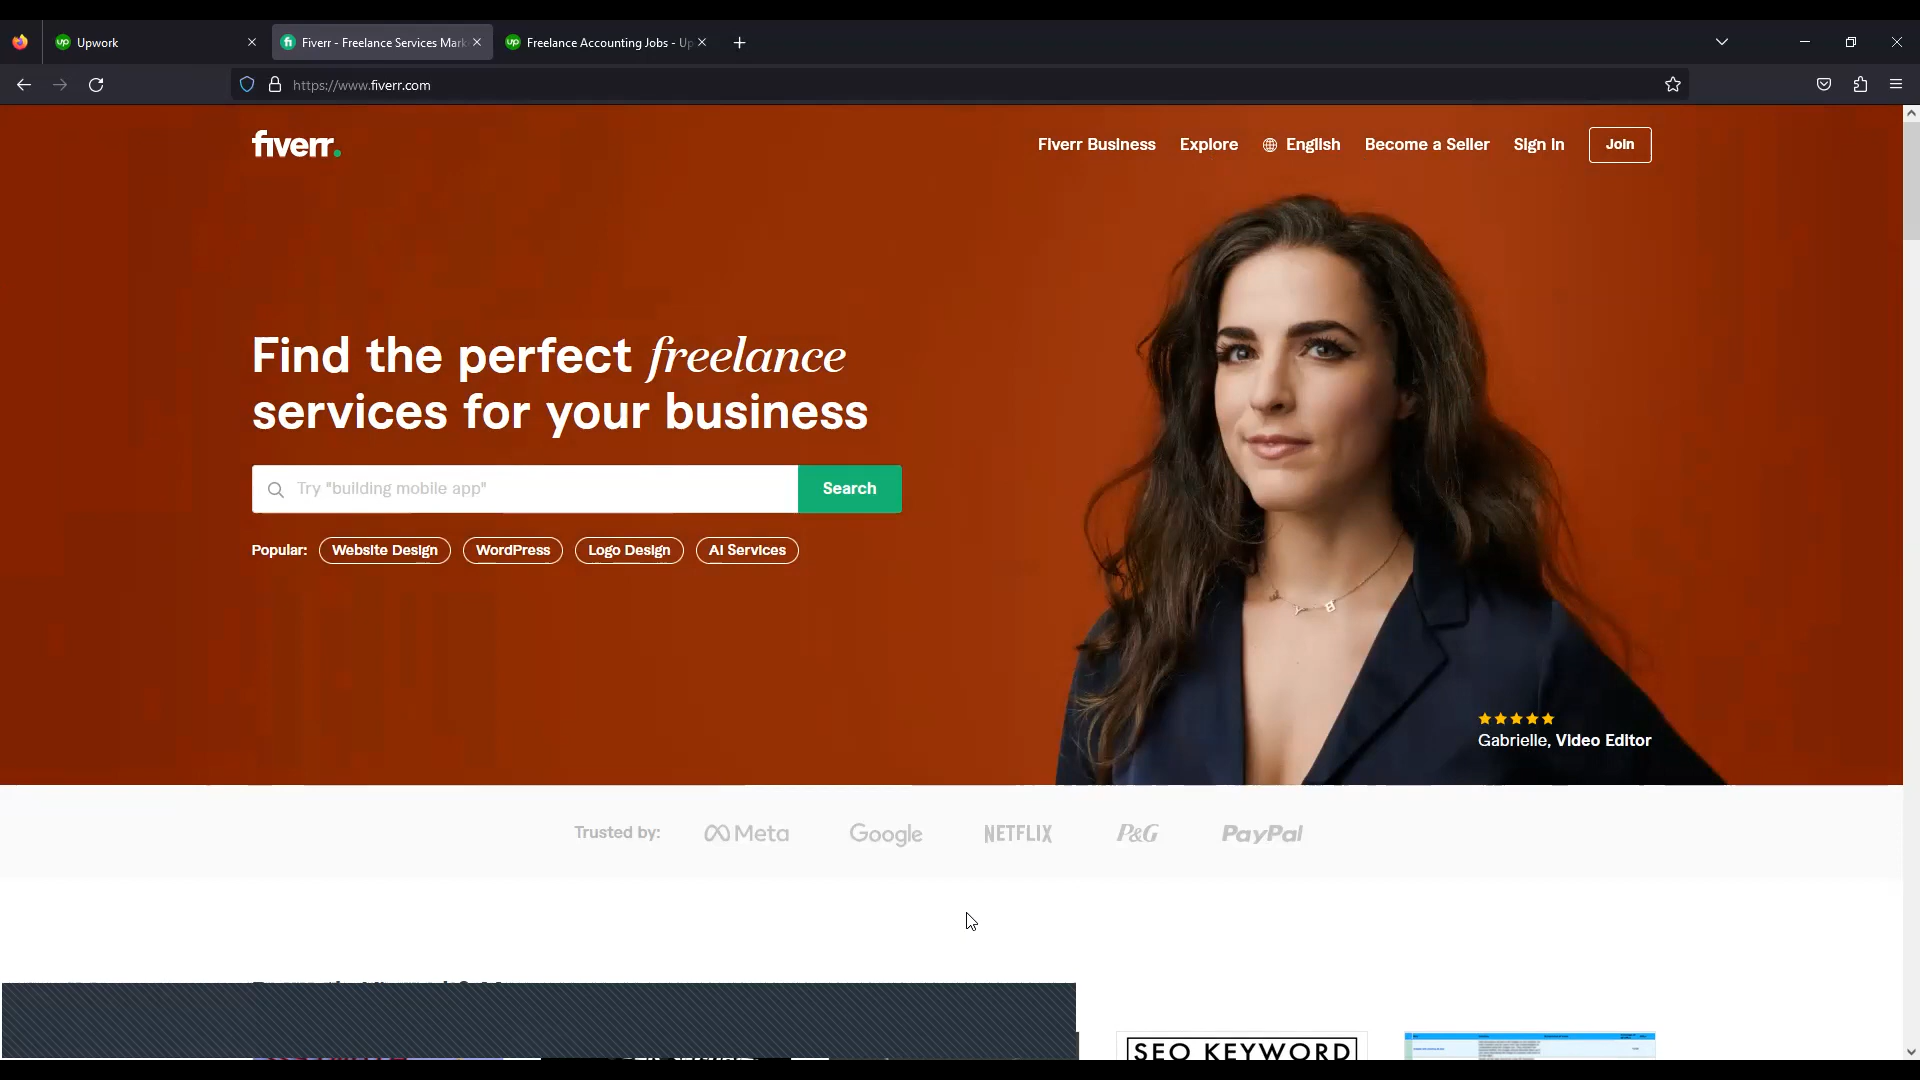 Upwork
Fiverr - Freelance Services Mark
Freelance Accounting Jobs - Up
https://www.fiverr.com
fiverr.
Fiverr Business
Explore
English
Become a Seller
Sign in
Join
Find the perfect freelance
services for your business
Try "building mobile app"
Search
Popular:
Website Design
WordPress
Logo Design
AI Services
★★★★★
Gabrielle, Video Editor
Trusted by:
Meta
Google
NETFLIX
P&G
PayPal
SEO KEYWORD